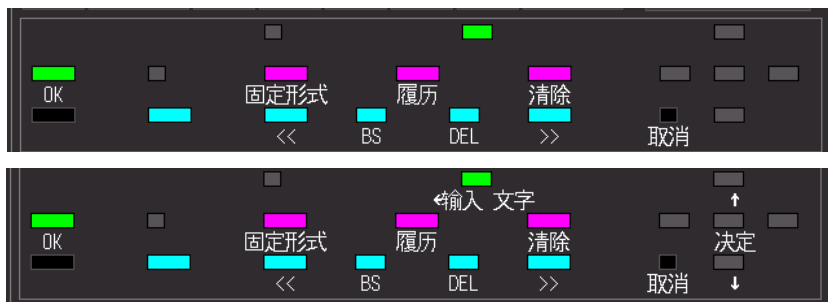 OK 固定形式 履历 清除
<< BS DEL >> 取消
←输入 文字 ↑
OK 固定形式 履历 清除 决定
<< BS DEL >> 取消 ↓